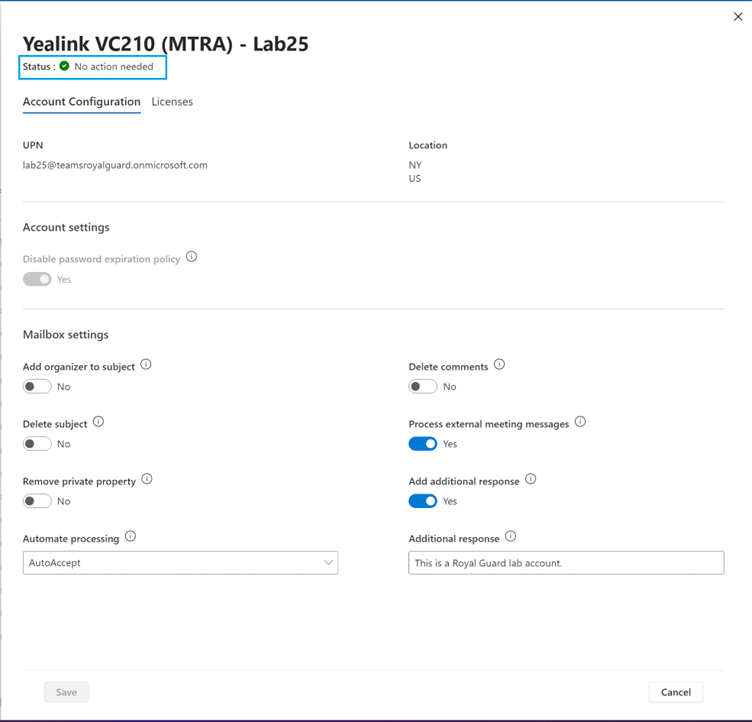 Yealink VC210 (MTRA) - Lab25
Status : No action needed
Account Configuration Licenses
UPN
lab25@teamsroyalguard.onmicrosoft.com
Location
NY
US
Account settings
Disable password expiration policy
Yes
Mailbox settings
Add organizer to subject
No
Delete comments
No
Delete subject
No
Process external meeting messages
Yes
Remove private property
No
Add additional response
Yes
Automate processing
AutoAccept
Additional response
This is a Royal Guard lab account.
Save Cancel